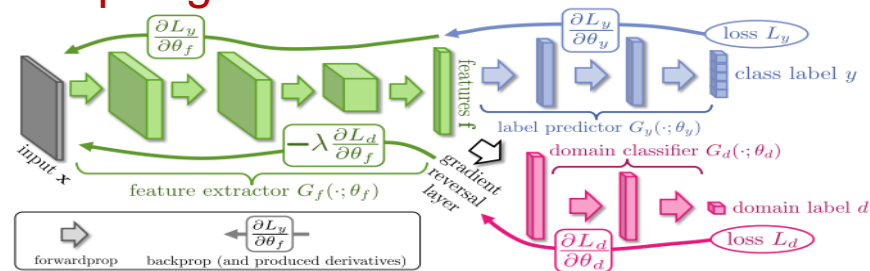 ∂L_y/∂θ_f
∂L_y/∂θ_y
loss L_y
features f
class label y
label predictor G_y(·; θ_y)
−λ ∂L_d/∂θ_f
input x
gradient
reversal
layer
domain classifier G_d(·; θ_d)
feature extractor G_f(·; θ_f)
domain label d
∂L_y/∂θ_f
forwardprop
backprop (and produced derivatives)
∂L_d/∂θ_d
loss L_d